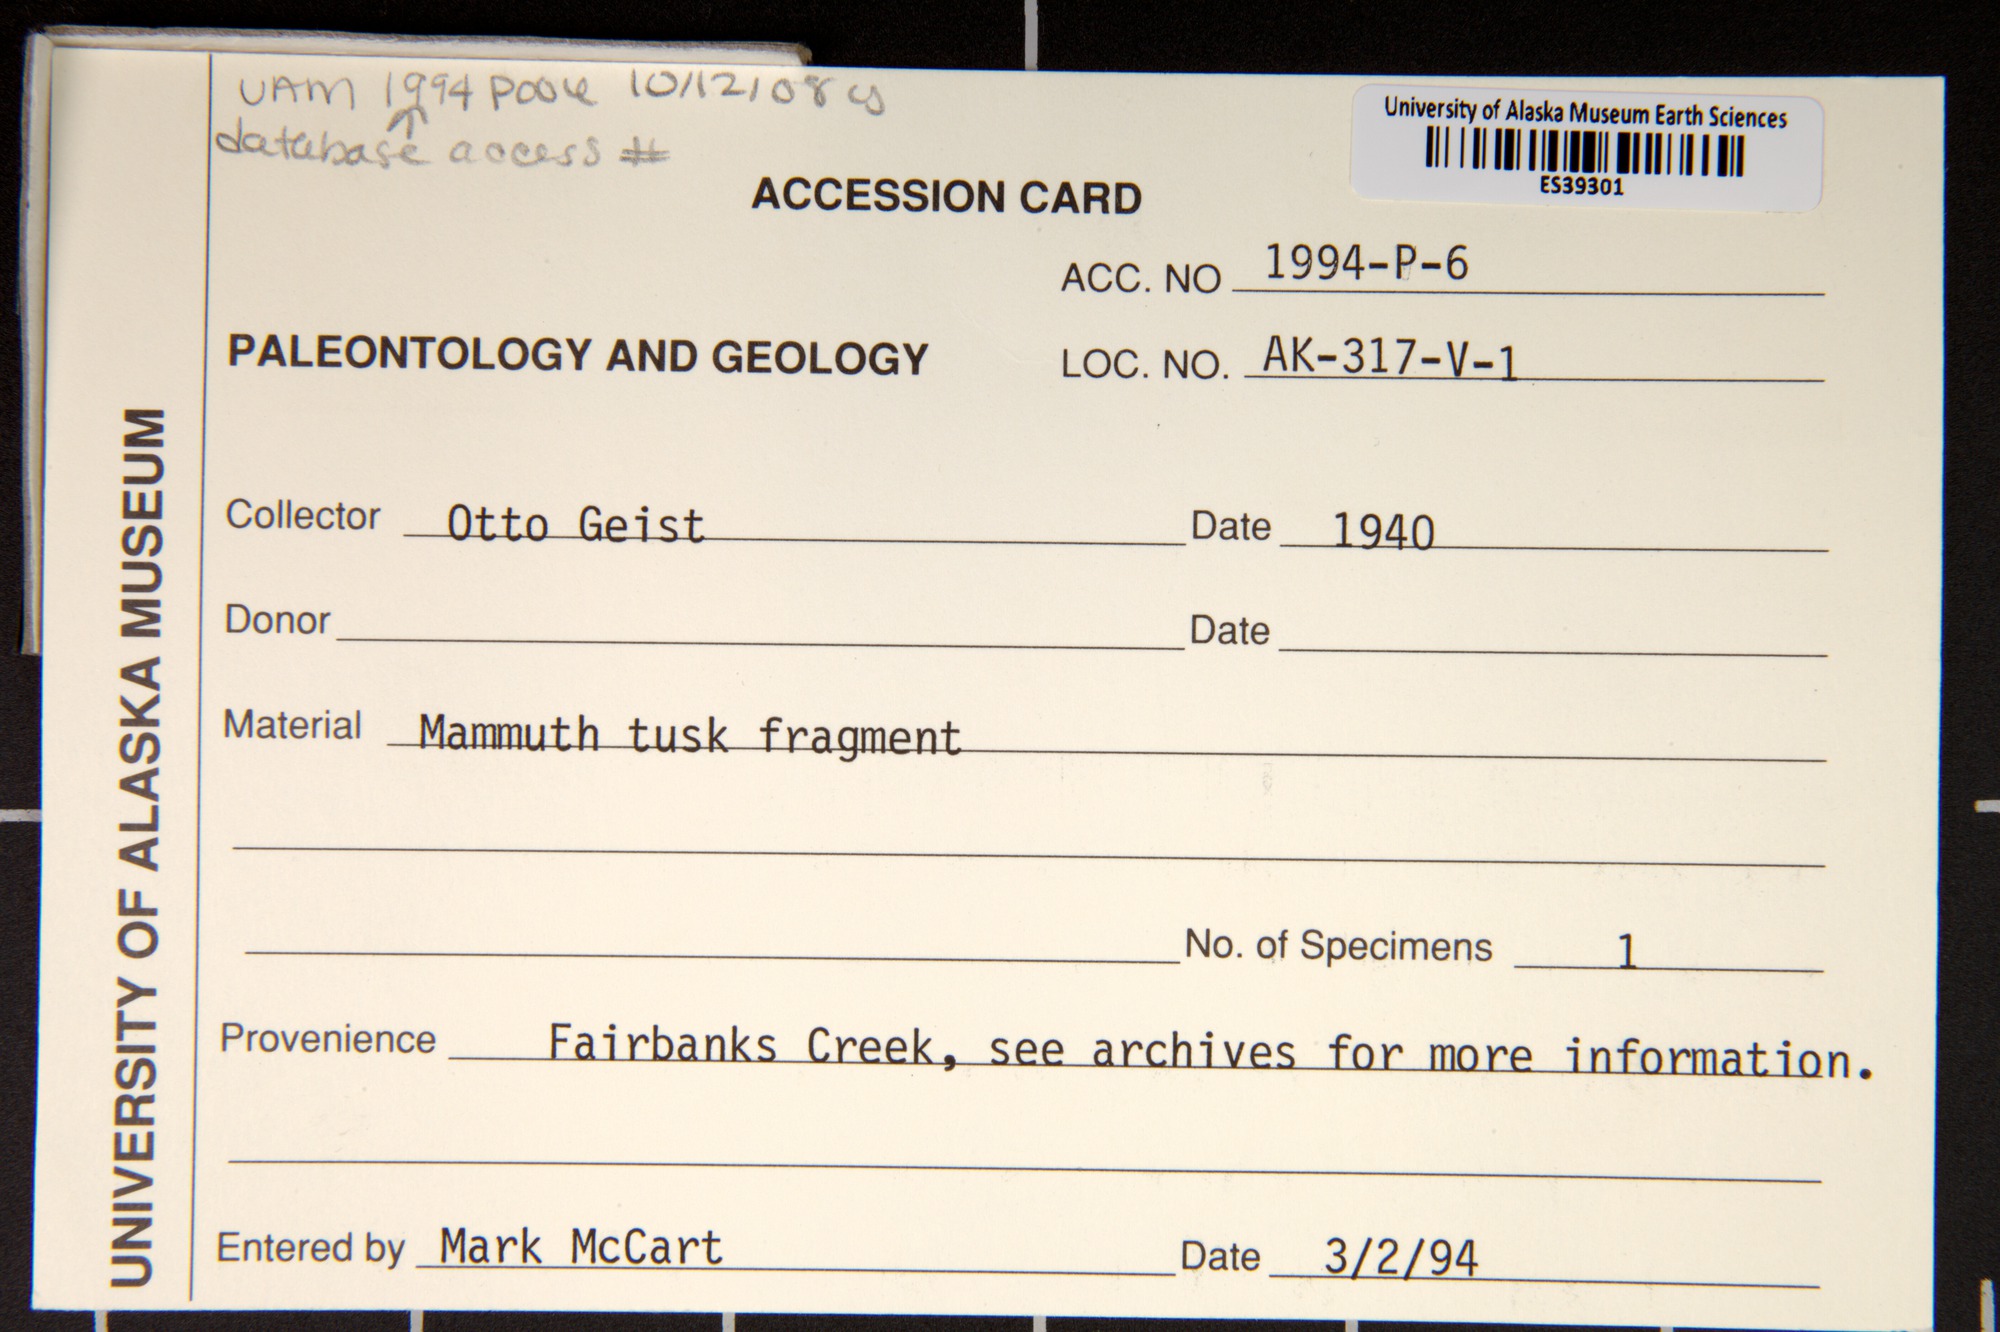 UAM 1994 P006 10/12/08 cs
database access #
University of Alaska Museum Earth Sciences
ES39301
ACCESSION CARD
ACC. NO 1994-P-6
PALEONTOLOGY AND GEOLOGY
LOC. NO. AK-317-V-1
UNIVERSITY OF ALASKA MUSEUM
Collector Otto Geist Date 1940
Donor Date
Material Mammuth tusk fragment
No. of Specimens 1
Provenience Fairbanks Creek, see archives for more information.
Entered by Mark McCart Date 3/2/94